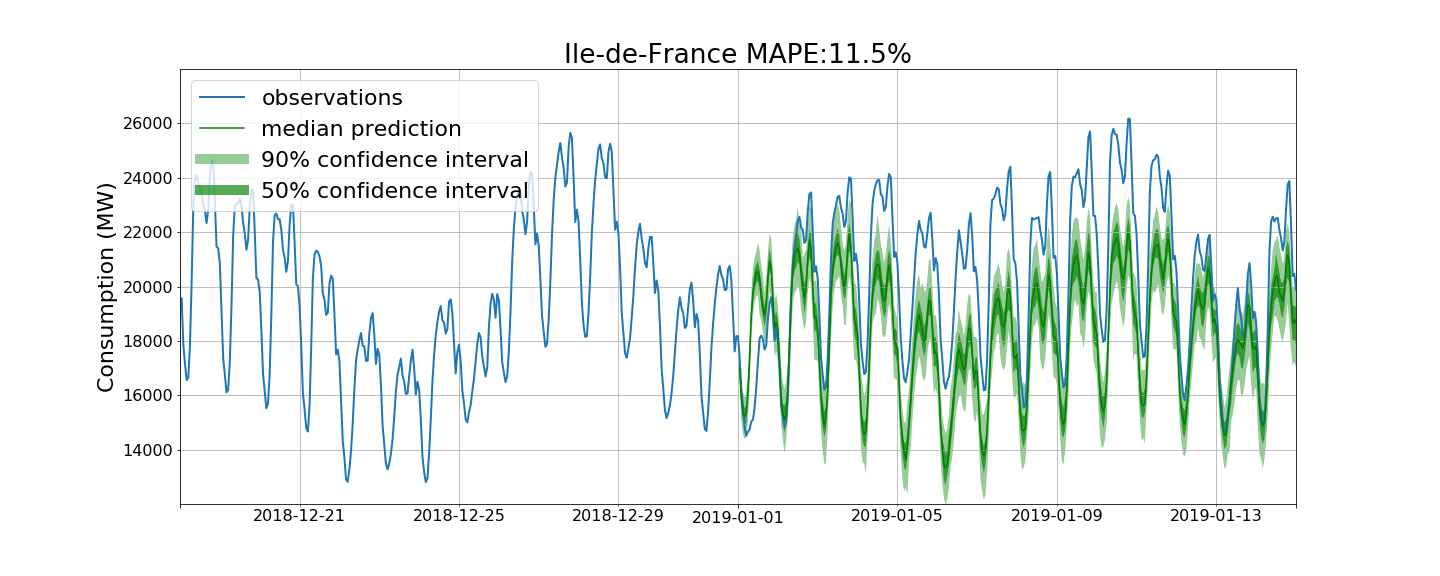 Ile-de-France MAPE:11.5%
observations
median prediction
90% confidence interval
50% confidence interval
Consumption (MW)
26000
24000
22000
20000
18000
16000
14000
2018-12-21
2018-12-25
2018-12-29
2019-01-01
2019-01-05
2019-01-09
2019-01-13